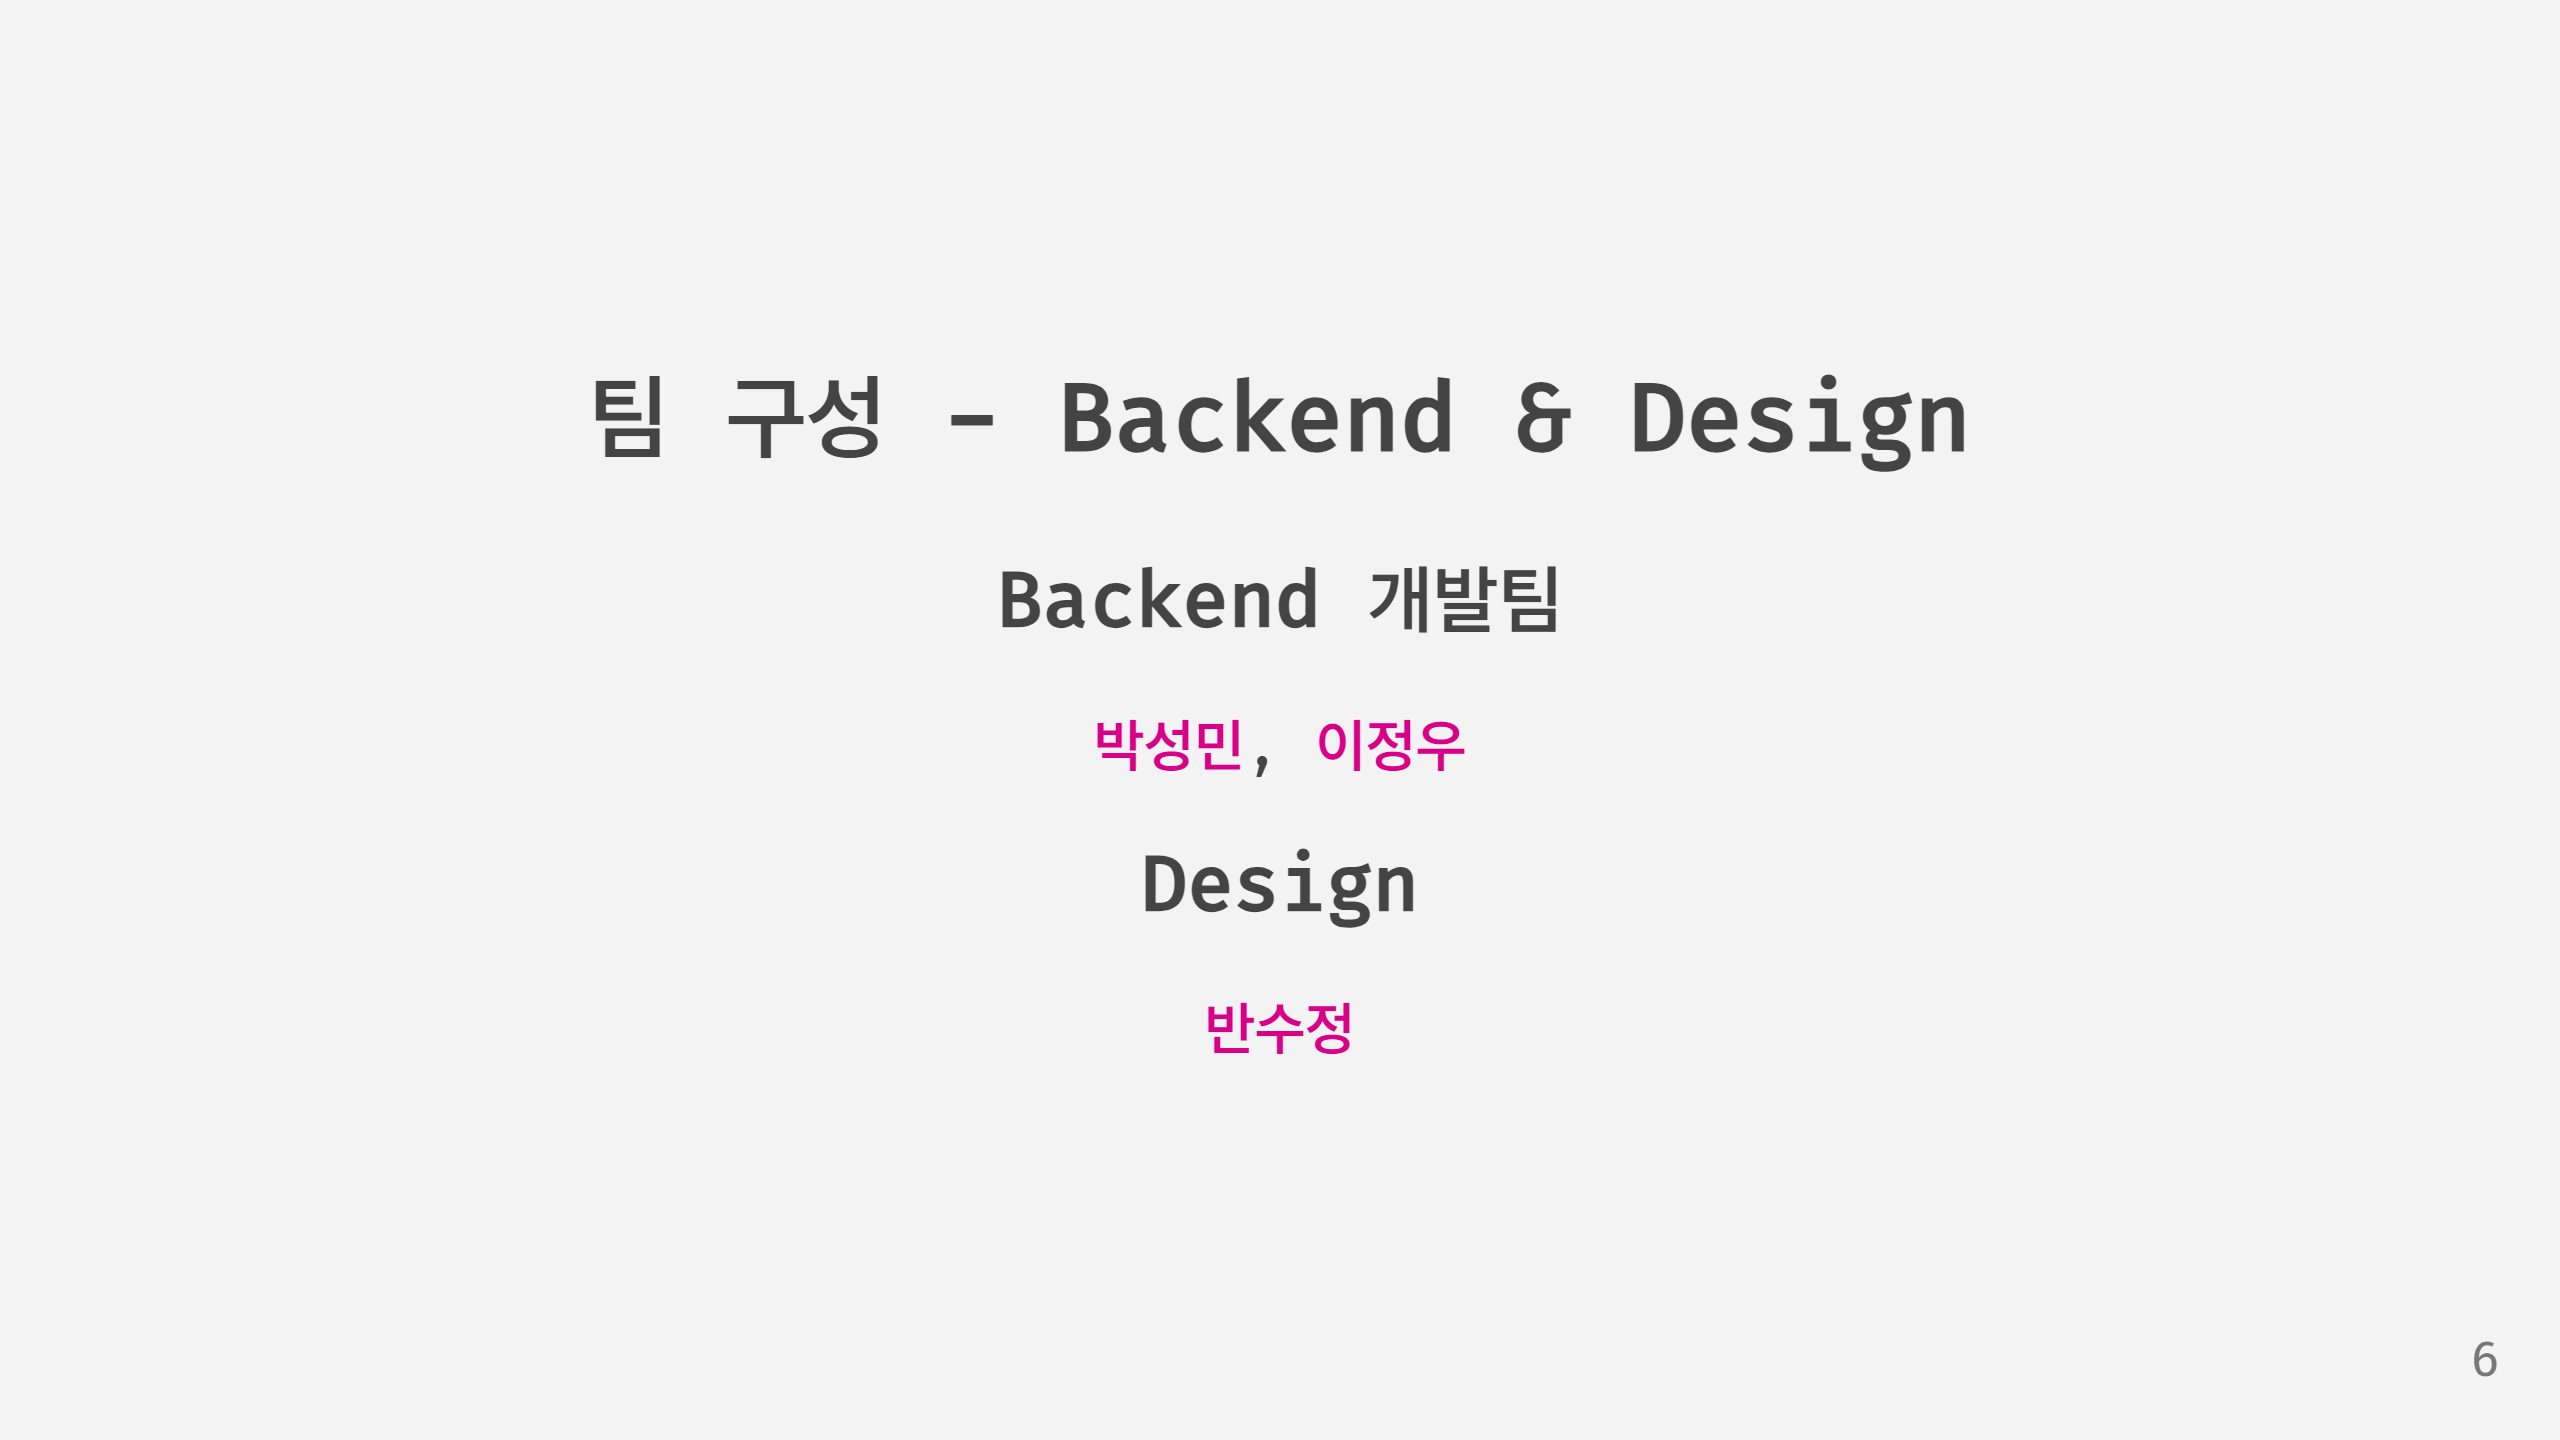 팀 구성 - Backend & Design
Backend 개발팀
박성민, 이정우
Design
반수정
6